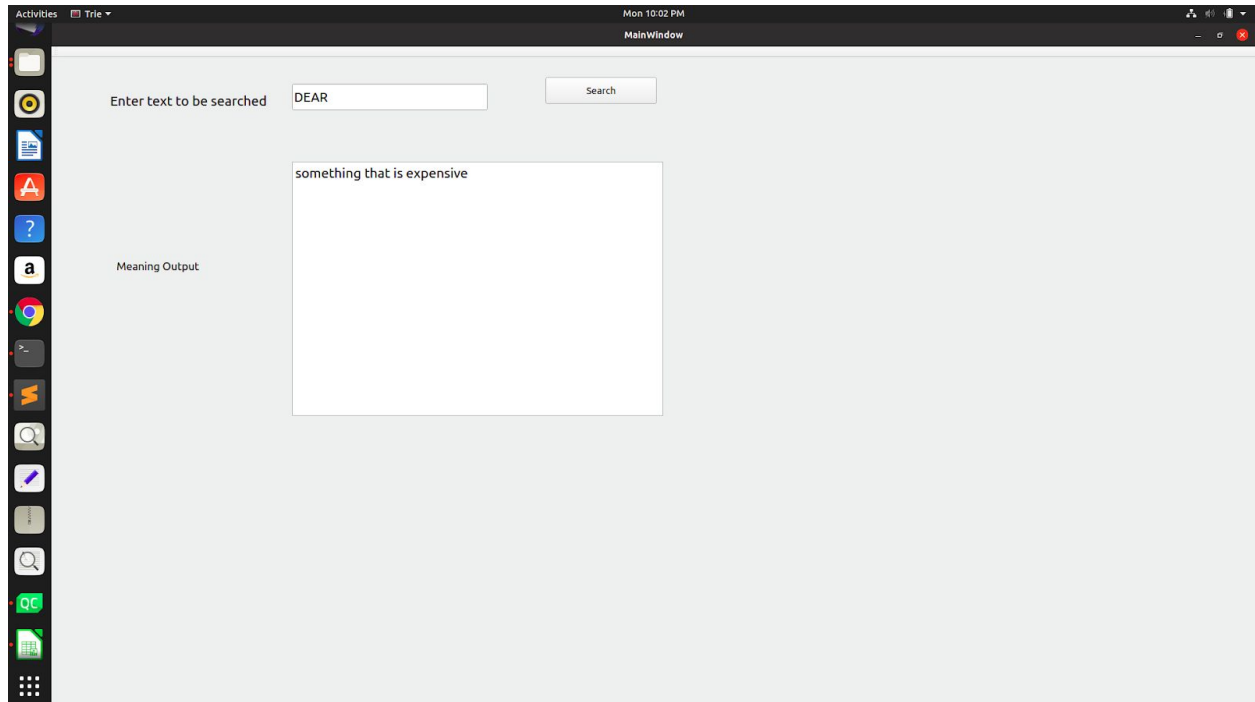 Activities Trie Mon 10:02 PM
MainWindow
Enter text to be searched DEAR Search
something that is expensive
Meaning Output
A
?
a
>_
QC